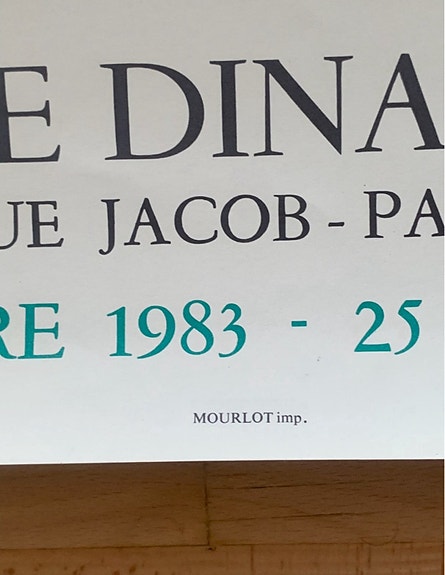 E DINA
UE JACOB - PA
RE 1983 - 25
MOURLOT imp.